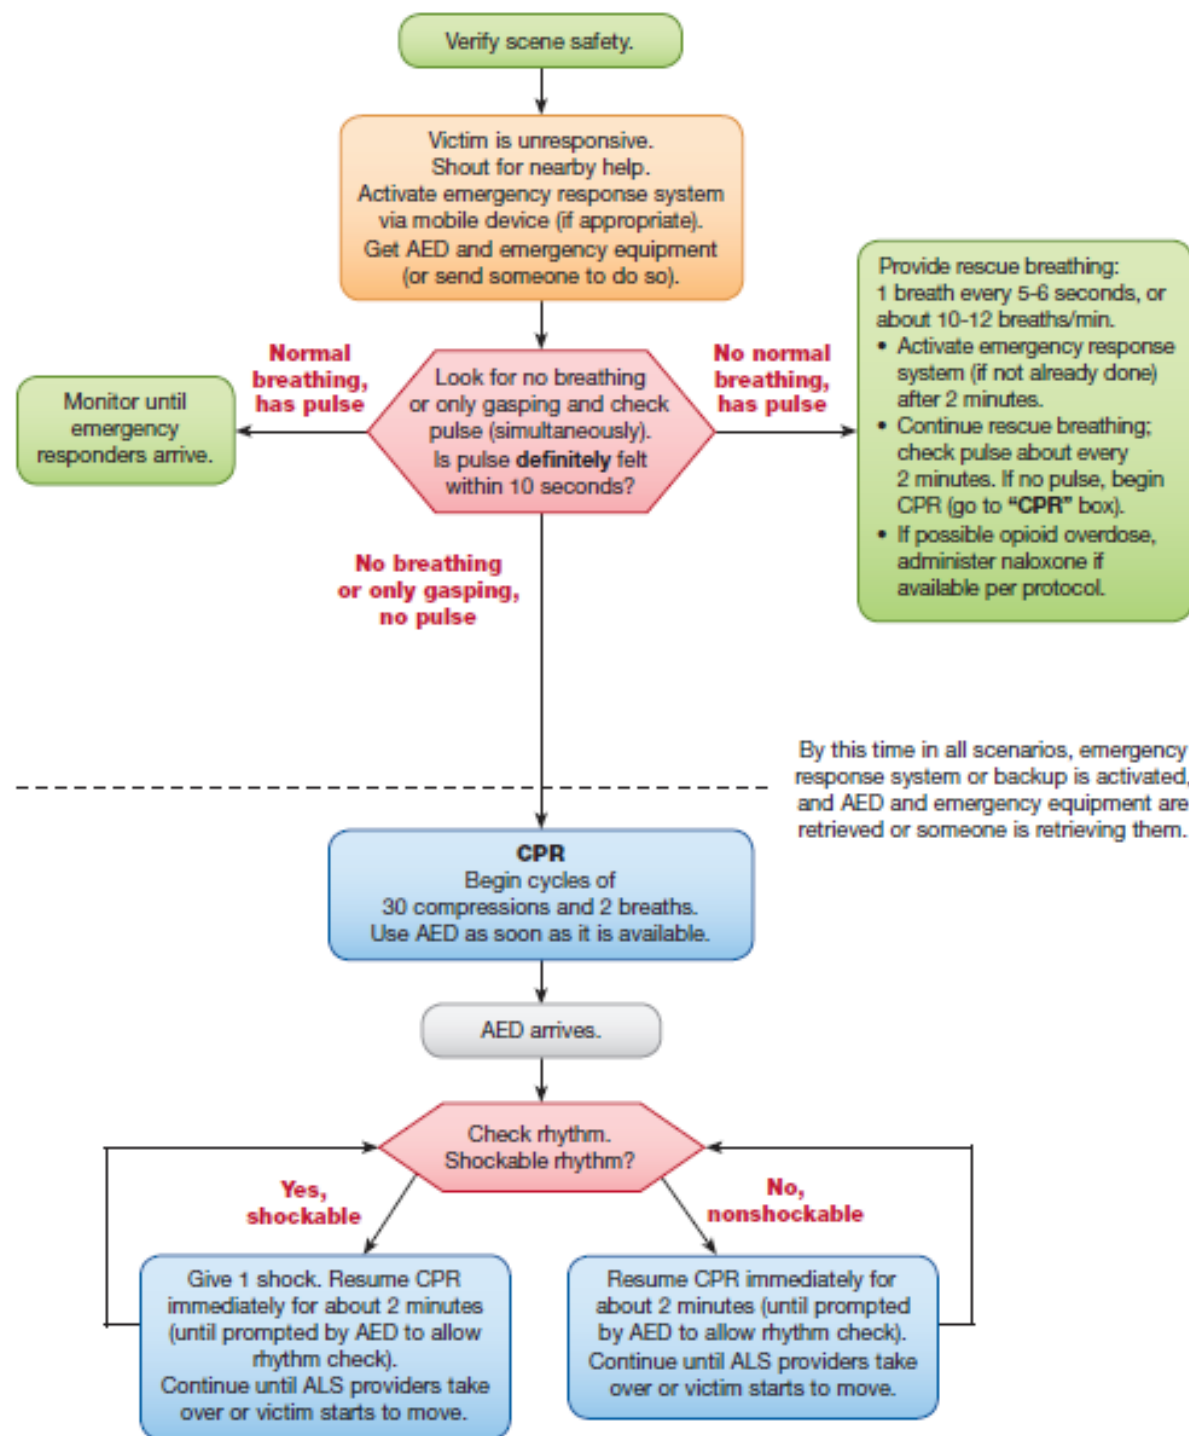 Verify scene safety.
Victim is unresponsive.
Shout for nearby help.
Activate emergency response system
via mobile device (if appropriate).
Get AED and emergency equipment
(or send someone to do so).
Normal
breathing,
has pulse
Look for no breathing
or only gasping and check
pulse (simultaneously).
Is pulse definitely felt
within 10 seconds?
No normal
breathing,
has pulse
Monitor until
emergency
responders arrive.
Provide rescue breathing:
1 breath every 5-6 seconds, or
about 10-12 breaths/min.
• Activate emergency response
system (if not already done)
after 2 minutes.
• Continue rescue breathing;
check pulse about every
2 minutes. If no pulse, begin
CPR (go to “CPR” box).
• If possible opioid overdose,
administer naloxone if
available per protocol.
No breathing
or only gasping,
no pulse
By this time in all scenarios, emergency
response system or backup is activated,
and AED and emergency equipment are
retrieved or someone is retrieving them.
CPR
Begin cycles of
30 compressions and 2 breaths.
Use AED as soon as it is available.
AED arrives.
Check rhythm.
Shockable rhythm?
Yes,
shockable
No,
nonshockable
Give 1 shock. Resume CPR
immediately for about 2 minutes
(until prompted by AED to allow
rhythm check).
Continue until ALS providers take
over or victim starts to move.
Resume CPR immediately for
about 2 minutes (until prompted
by AED to allow rhythm check).
Continue until ALS providers take
over or victim starts to move.